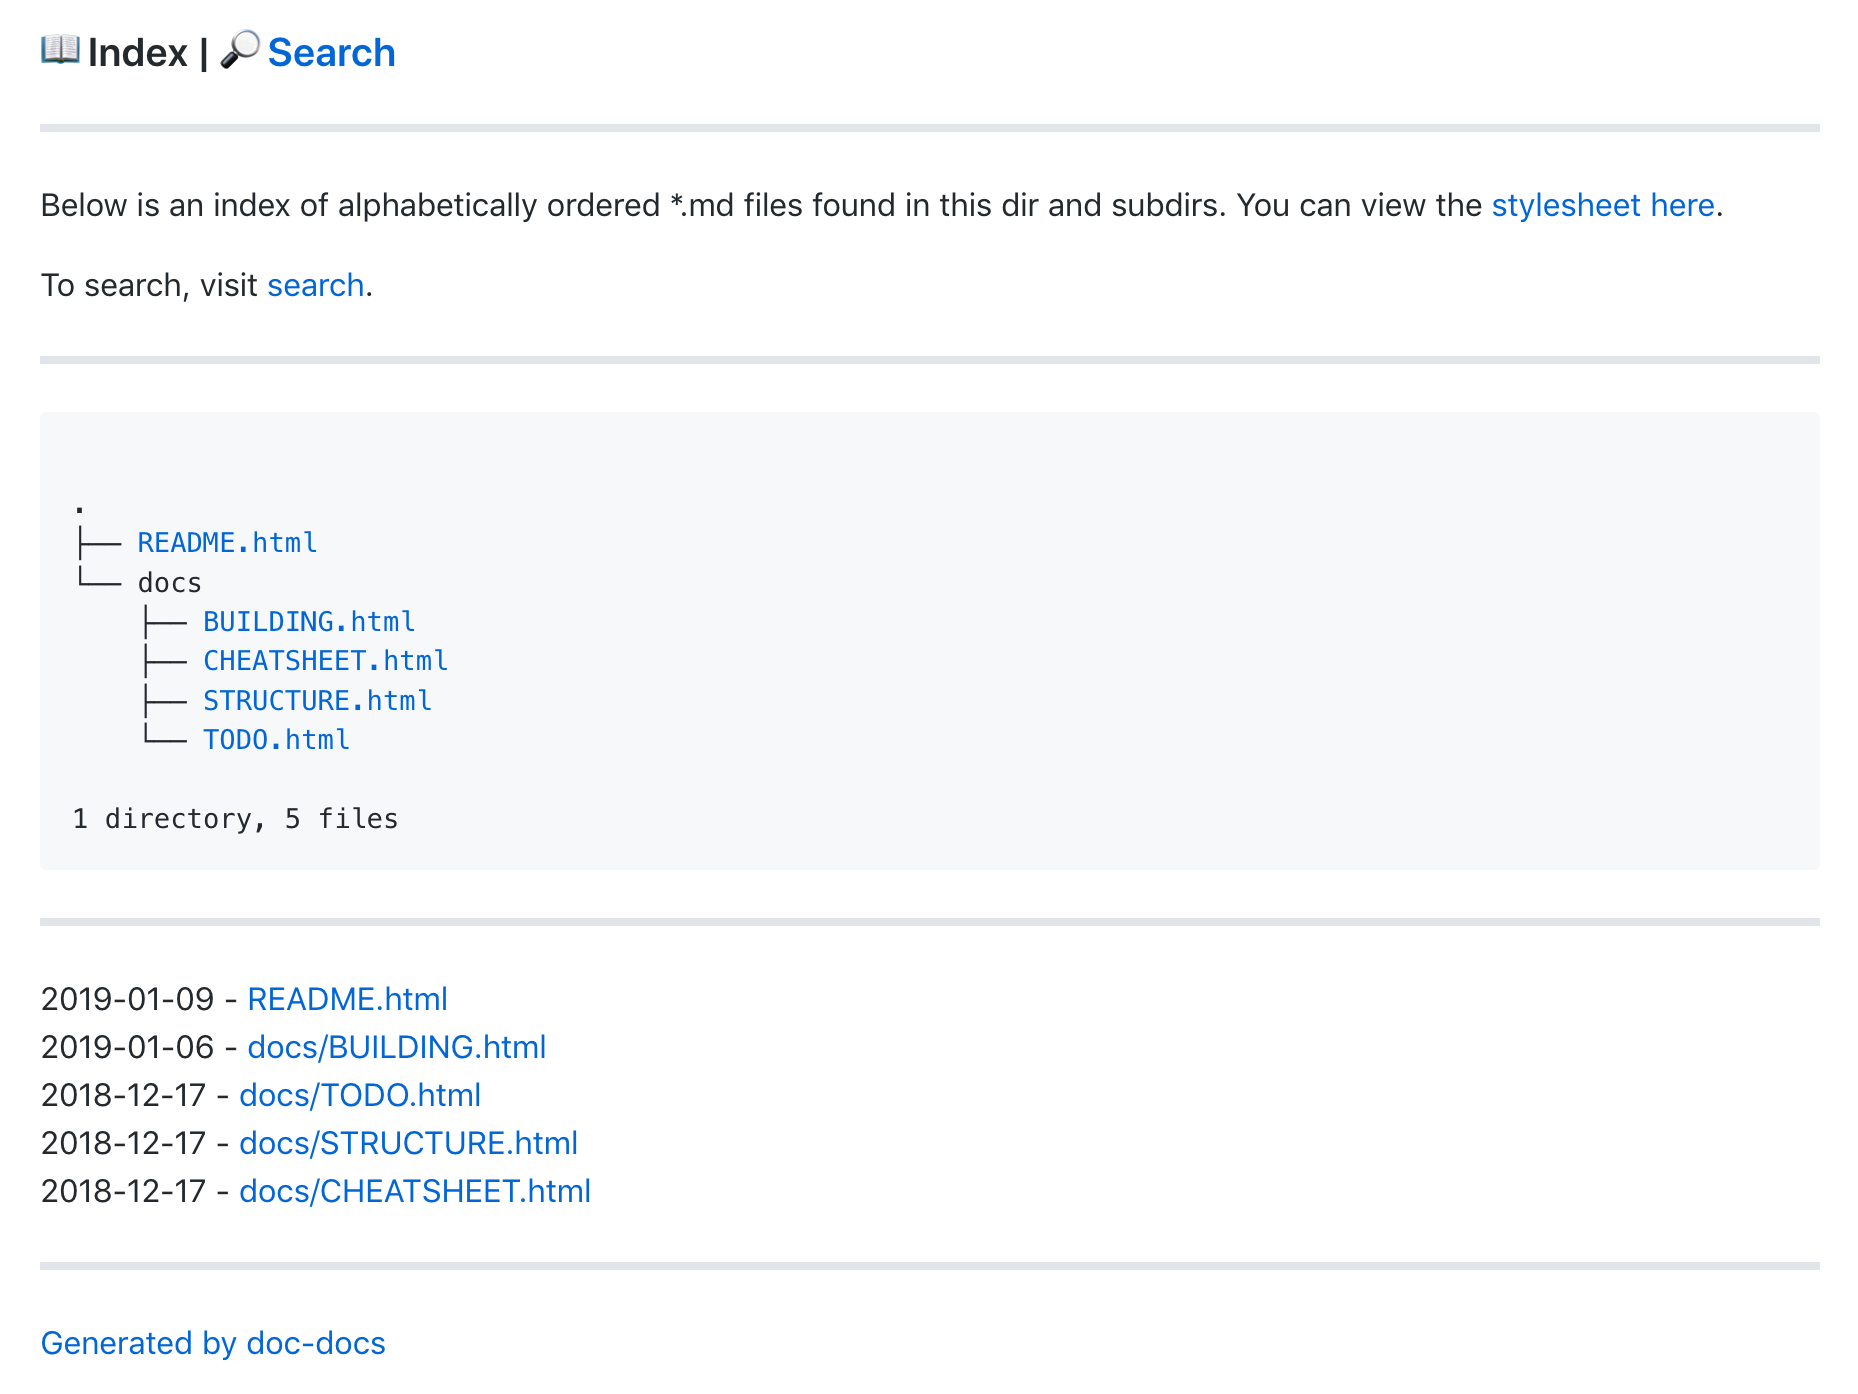 📖 Index | 🔎 Search
Below is an index of alphabetically ordered *.md files found in this dir and subdirs. You can view the stylesheet here.
To search, visit search.
.
├── README.html
└── docs
    ├── BUILDING.html
    ├── CHEATSHEET.html
    ├── STRUCTURE.html
    └── TODO.html
1 directory, 5 files
2019-01-09 - README.html
2019-01-06 - docs/BUILDING.html
2018-12-17 - docs/TODO.html
2018-12-17 - docs/STRUCTURE.html
2018-12-17 - docs/CHEATSHEET.html
Generated by doc-docs